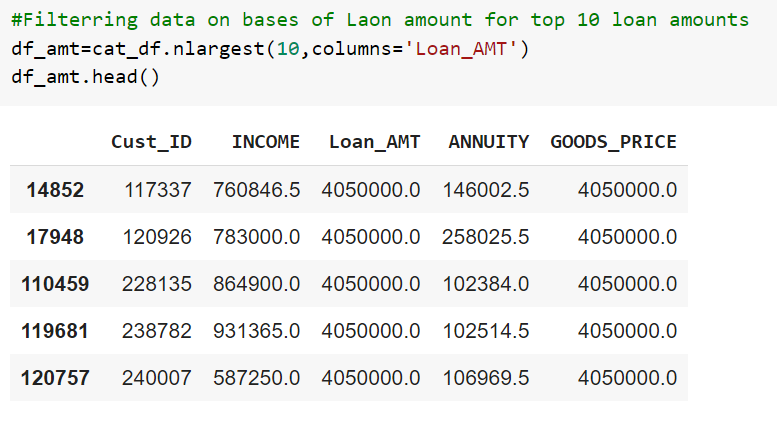 #Filterring data on bases of Laon amount for top 10 loan amounts
df_amt=cat_df.nlargest(10,columns='Loan_AMT')
df_amt.head()
Cust_ID INCOME Loan_AMT ANNUITY GOODS_PRICE
14852 117337 760846.5 4050000.0 146002.5 4050000.0
17948 120926 783000.0 4050000.0 258025.5 4050000.0
110459 228135 864900.0 4050000.0 102384.0 4050000.0
119681 238782 931365.0 4050000.0 102514.5 4050000.0
120757 240007 587250.0 4050000.0 106969.5 4050000.0